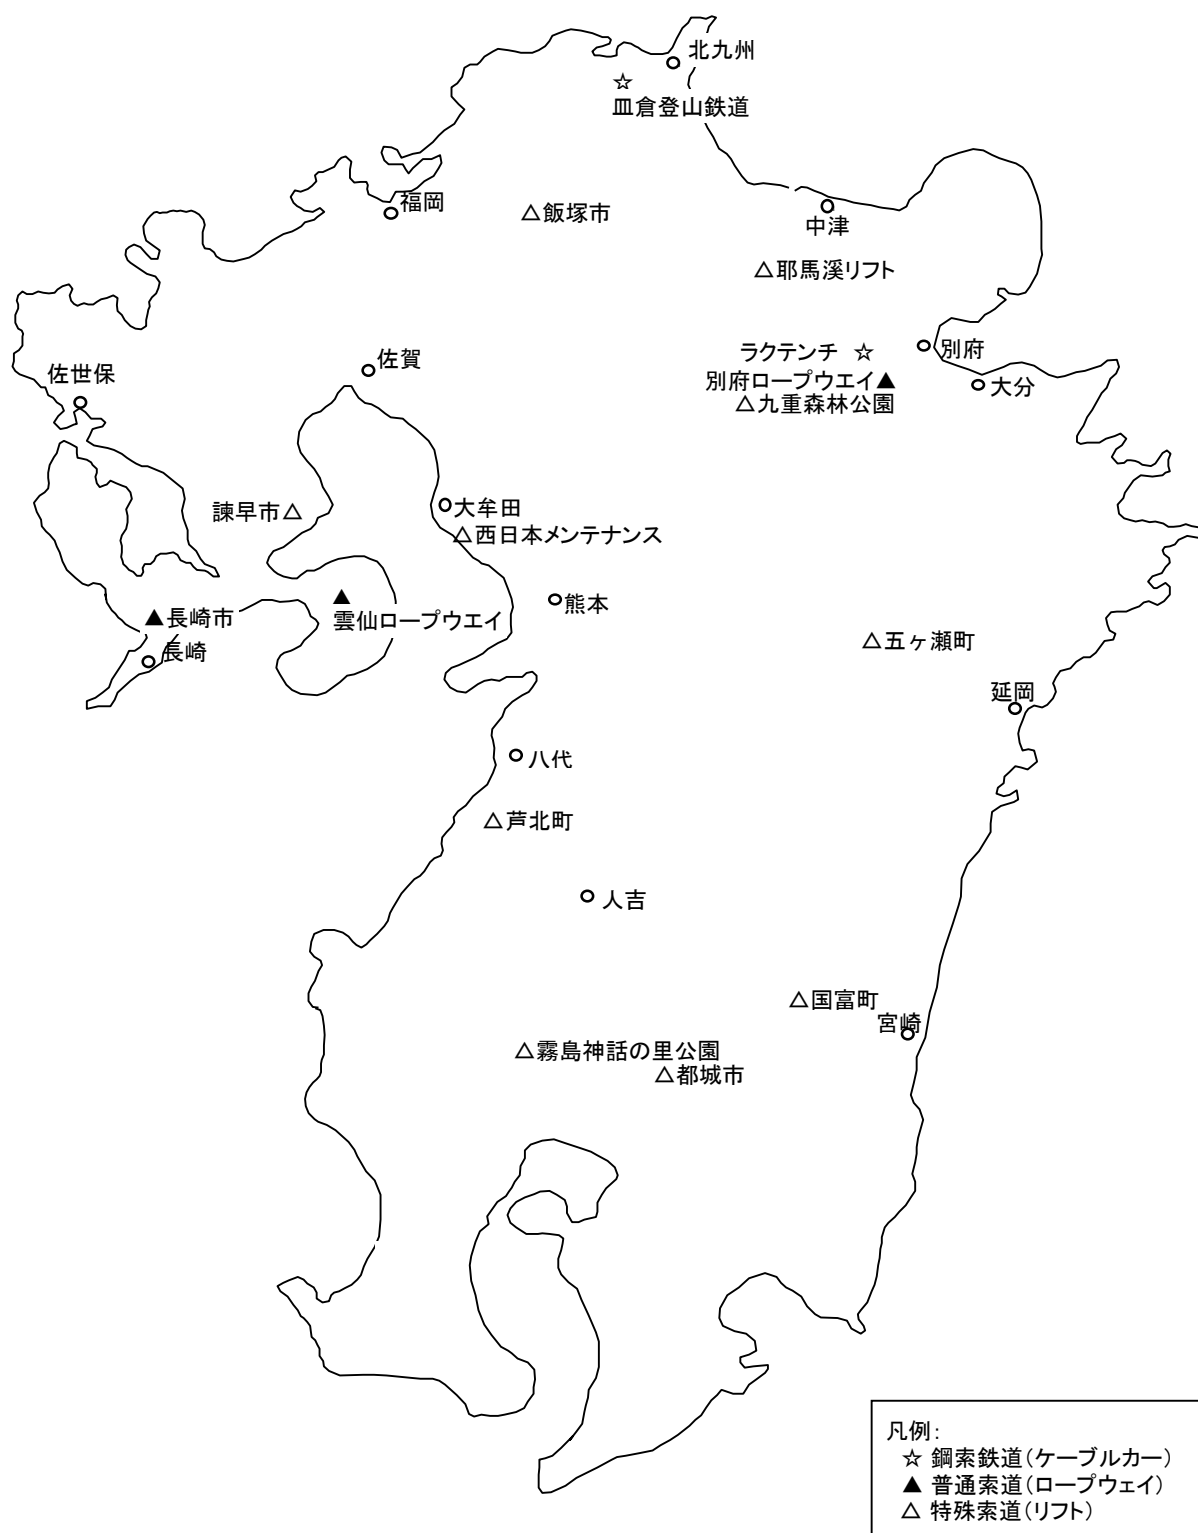 北九州
☆
皿倉登山鉄道
福岡
△飯塚市
中津
△耶馬溪リフト
ラクテンチ ☆
別府
佐賀
佐世保
別府ロープウエイ▲
大分
△九重森林公園
諫早市△
大牟田
△西日本メンテナンス
▲
熊本
▲長崎市
雲仙ロープウエイ
長崎
△五ヶ瀬町
延岡
八代
△芦北町
人吉
△国富町
宮崎
△霧島神話の里公園
△都城市
凡例：
☆ 鋼索鉄道（ケーブルカー）
▲ 普通索道（ロープウェイ）
△ 特殊索道（リフト）